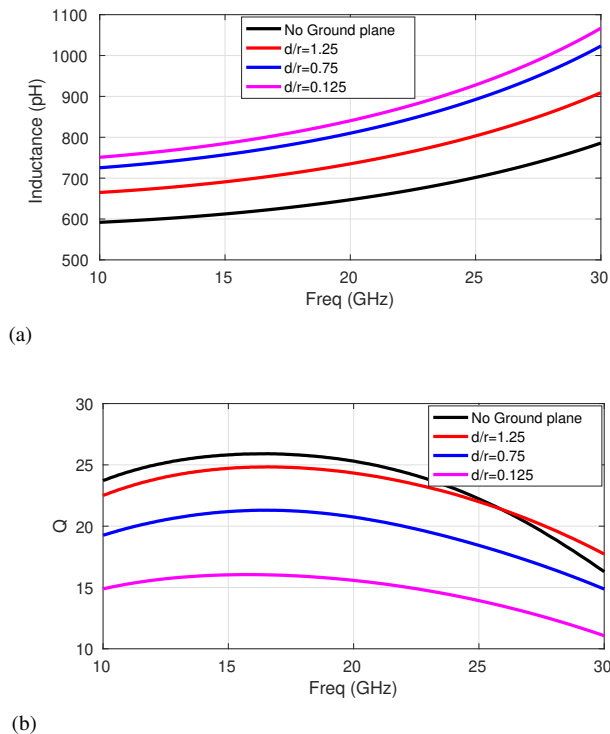 1100
1000
900
800
700
600
500
Inductance (pH)
No Ground plane
d/r=1.25
d/r=0.75
d/r=0.125
10
15
20
25
30
Freq (GHz)
(a)
30
25
20
15
10
Q
No Ground plane
d/r=1.25
d/r=0.75
d/r=0.125
10
15
20
25
30
Freq (GHz)
(b)